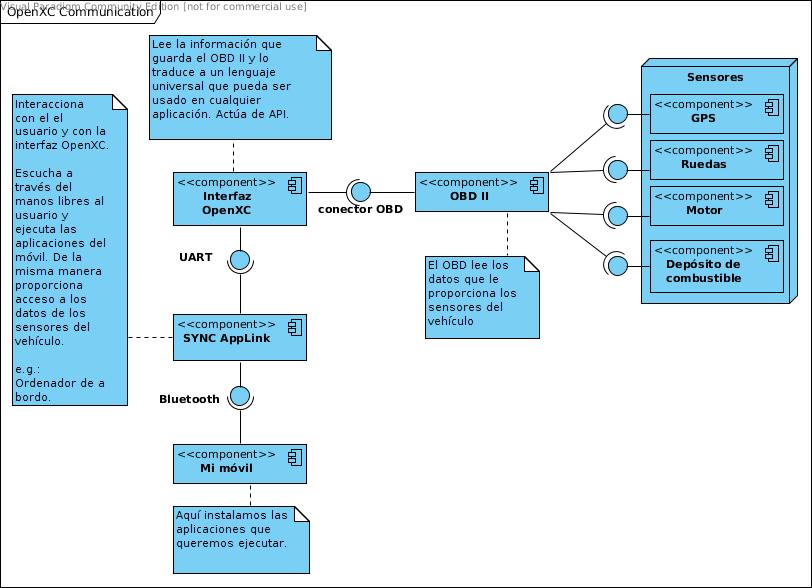 Visual Paradigm Community Edition [not for commercial use]
OpenXC Communication
Lee la información que
guarda el OBD II y lo
traduce a un lenguaje
universal que pueda ser
usado en cualquier
aplicación. Actúa de API.
Interacciona
con el el
usuario y con la
interfaz OpenXC.
Escucha a
través del
manos libres al
usuario y
ejecuta las
aplicaciones del
móvil. De la
misma manera
proporciona
acceso a los
datos de los
sensores del
vehículo.
e.g.:
Ordenador de a
bordo.
<<component>>
Interfaz
OpenXC
conector OBD
<<component>>
OBD II
El OBD lee los
datos que le
proporciona los
sensores del
vehículo
Sensores
<<component>>
GPS
<<component>>
Ruedas
<<component>>
Motor
<<component>>
Depósito de
combustible
UART
<<component>>
SYNC AppLink
Bluetooth
<<component>>
Mi móvil
Aquí instalamos las
aplicaciones que
queremos ejecutar.